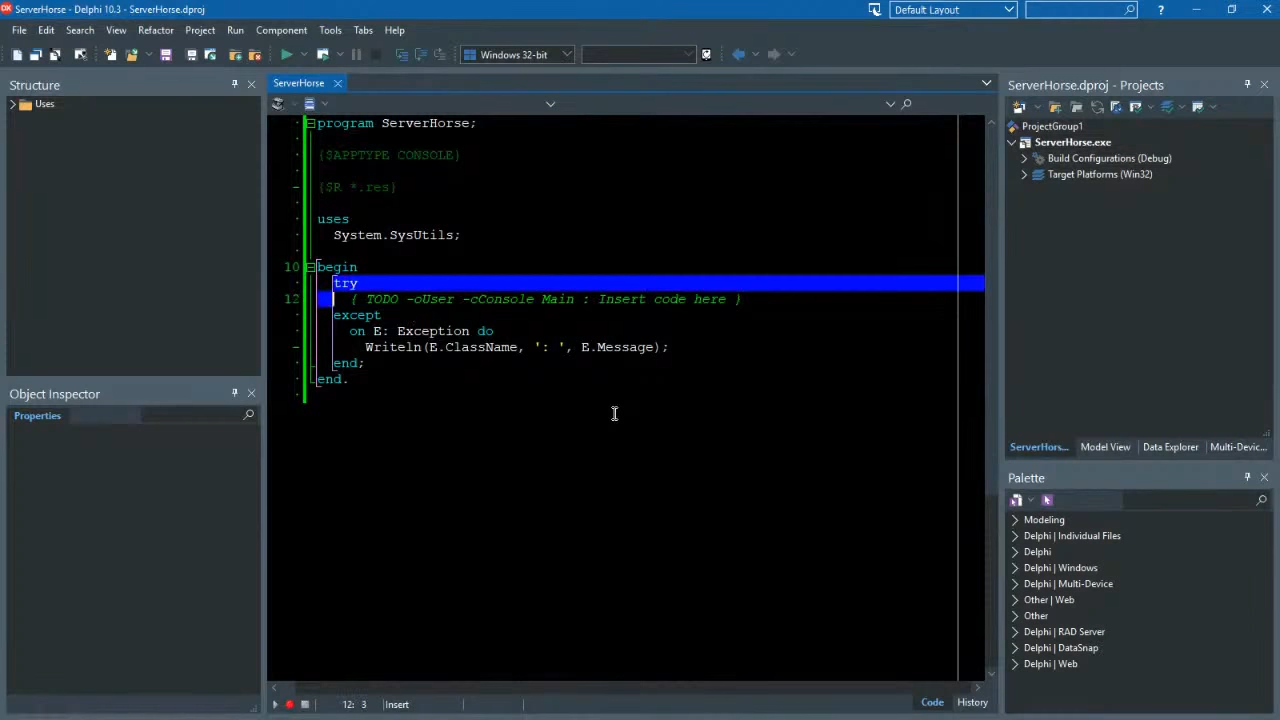 ServerHorse - Delphi 10.3 - ServerHorse.dproj
Default Layout
?
File Edit Search View Refactor Project Run Component Tools Tabs Help
Windows 32-bit
Structure
Uses
Object Inspector
Properties
ServerHorse
program ServerHorse;
{$APPTYPE CONSOLE}
{$R *.res}
uses
System.SysUtils;
10 begin
try
12 { TODO -oUser -cConsole Main : Insert code here }
except
on E: Exception do
Writeln(E.ClassName, ': ', E.Message);
end;
end.
12: 3 Insert
Code History
ServerHorse.dproj - Projects
ProjectGroup1
ServerHorse.exe
Build Configurations (Debug)
Target Platforms (Win32)
ServerHors... Model View Data Explorer Multi-Devic...
Palette
Modeling
Delphi | Individual Files
Delphi
Delphi | Windows
Delphi | Multi-Device
Other | Web
Other
Delphi | RAD Server
Delphi | DataSnap
Delphi | Web